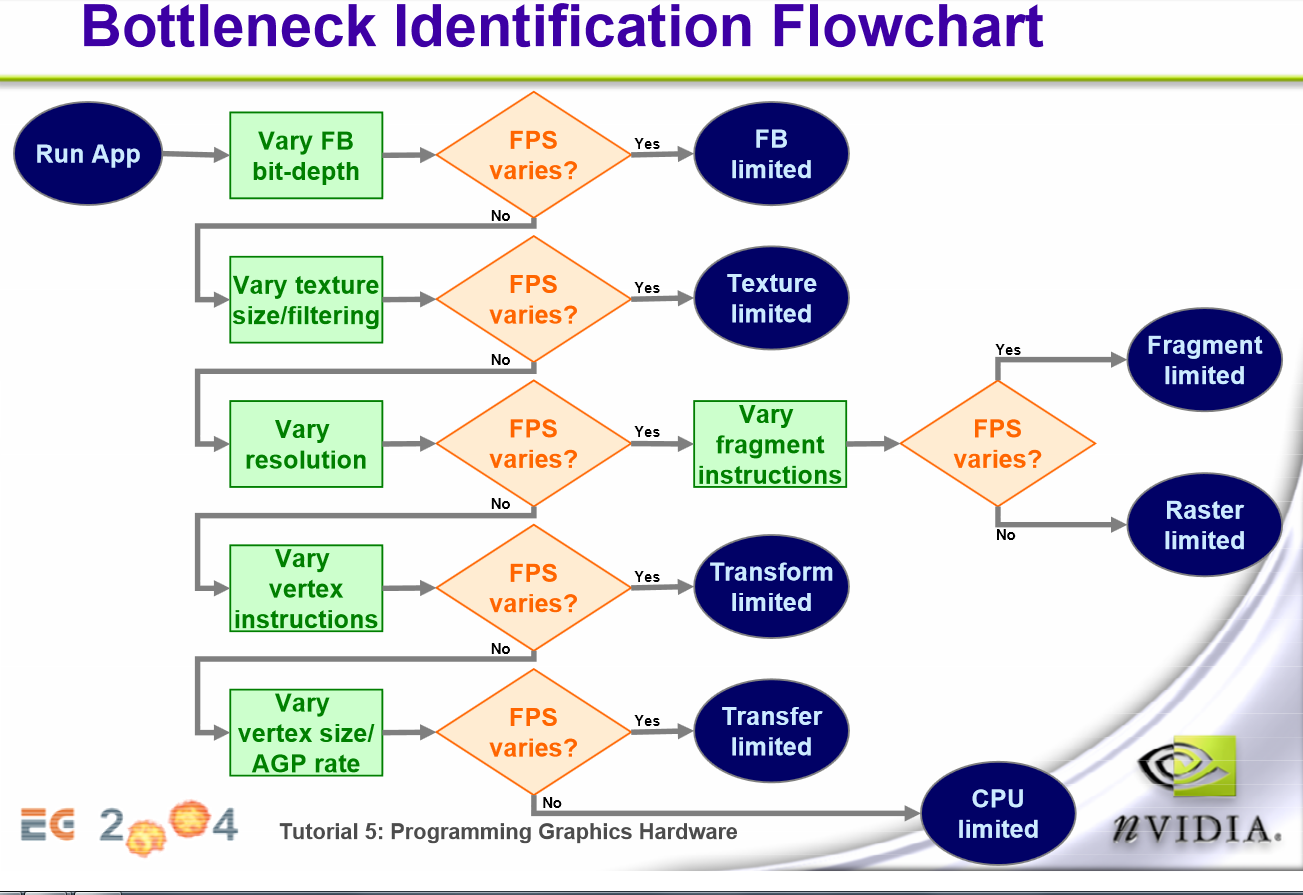 Bottleneck Identification Flowchart
Run App
Vary FB
bit-depth
FPS
varies?
Yes
FB
limited
No
Vary texture
size/filtering
FPS
varies?
Yes
Texture
limited
No
Vary
resolution
FPS
varies?
Yes
Vary
fragment
instructions
FPS
varies?
Yes
Fragment
limited
No
Raster
limited
No
Vary
vertex
instructions
FPS
varies?
Yes
Transform
limited
No
Vary
vertex size/
AGP rate
FPS
varies?
Yes
Transfer
limited
No
CPU
limited
EG 2004
Tutorial 5: Programming Graphics Hardware
nVIDIA.